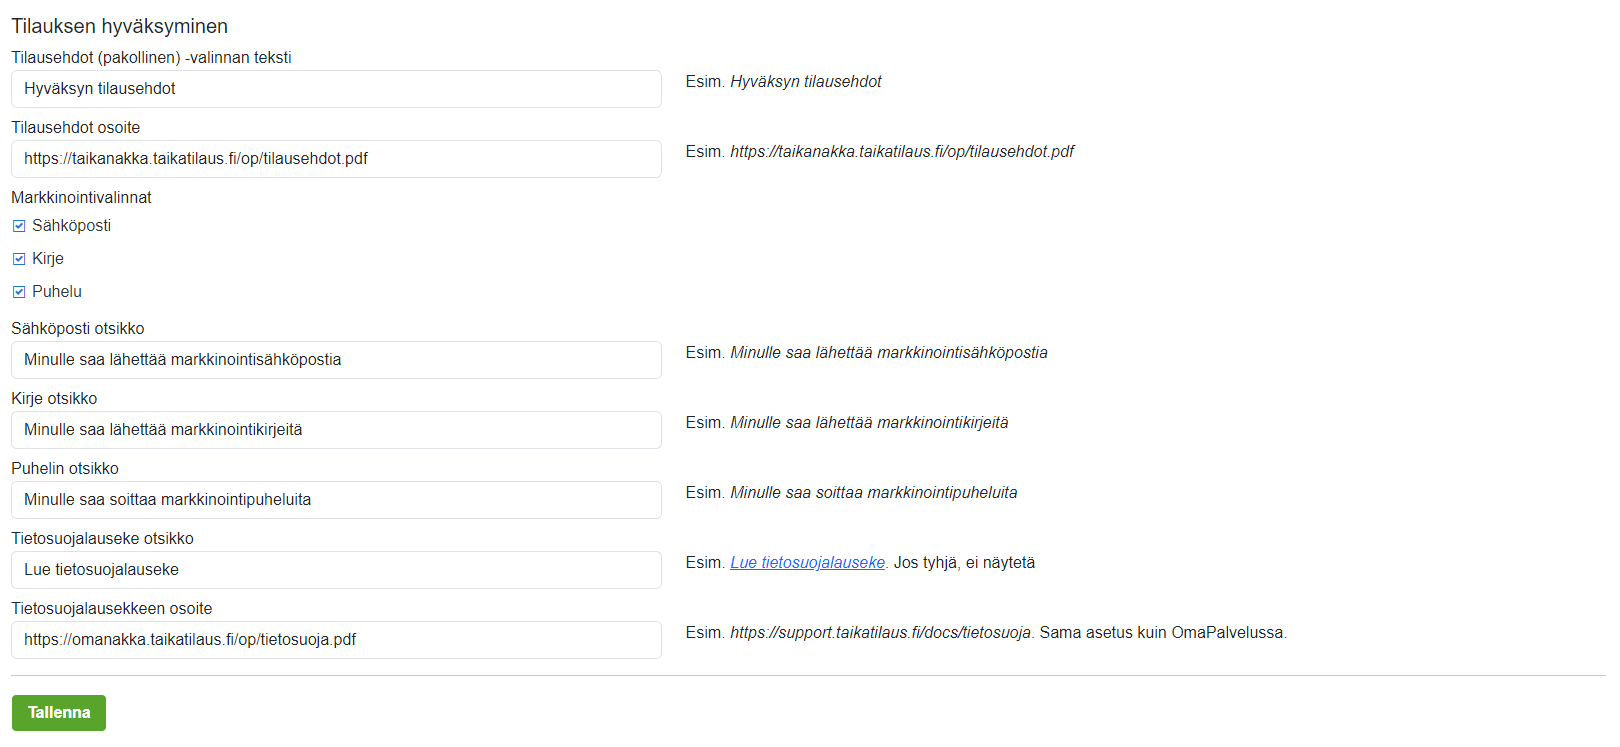 Tilauksen hyväksyminen
Tilausehdot (pakollinen) -valinnan teksti
Hyväksyn tilausehdot
Esim. Hyväksyn tilausehdot
Tilausehdot osoite
https://taikanakka.taikatilaus.fi/op/tilausehdot.pdf
Esim. https://taikanakka.taikatilaus.fi/op/tilausehdot.pdf
Markkinointivalinnat
Sähköposti
Kirje
Puhelu
Sähköposti otsikko
Minulle saa lähettää markkinointisähköpostia
Esim. Minulle saa lähettää markkinointisähköpostia
Kirje otsikko
Minulle saa lähettää markkinointikirjeitä
Esim. Minulle saa lähettää markkinointikirjeitä
Puhelin otsikko
Minulle saa soittaa markkinointipuheluita
Esim. Minulle saa soittaa markkinointipuheluita
Tietosuojalauseke otsikko
Lue tietosuojalauseke
Esim. Lue tietosuojalauseke. Jos tyhjä, ei näytetä
Tietosuojalausekkeen osoite
https://omanakka.taikatilaus.fi/op/tietosuoja.pdf
Esim. https://support.taikatilaus.fi/docs/tietosuoja. Sama asetus kuin OmaPalvelussa.
Tallenna